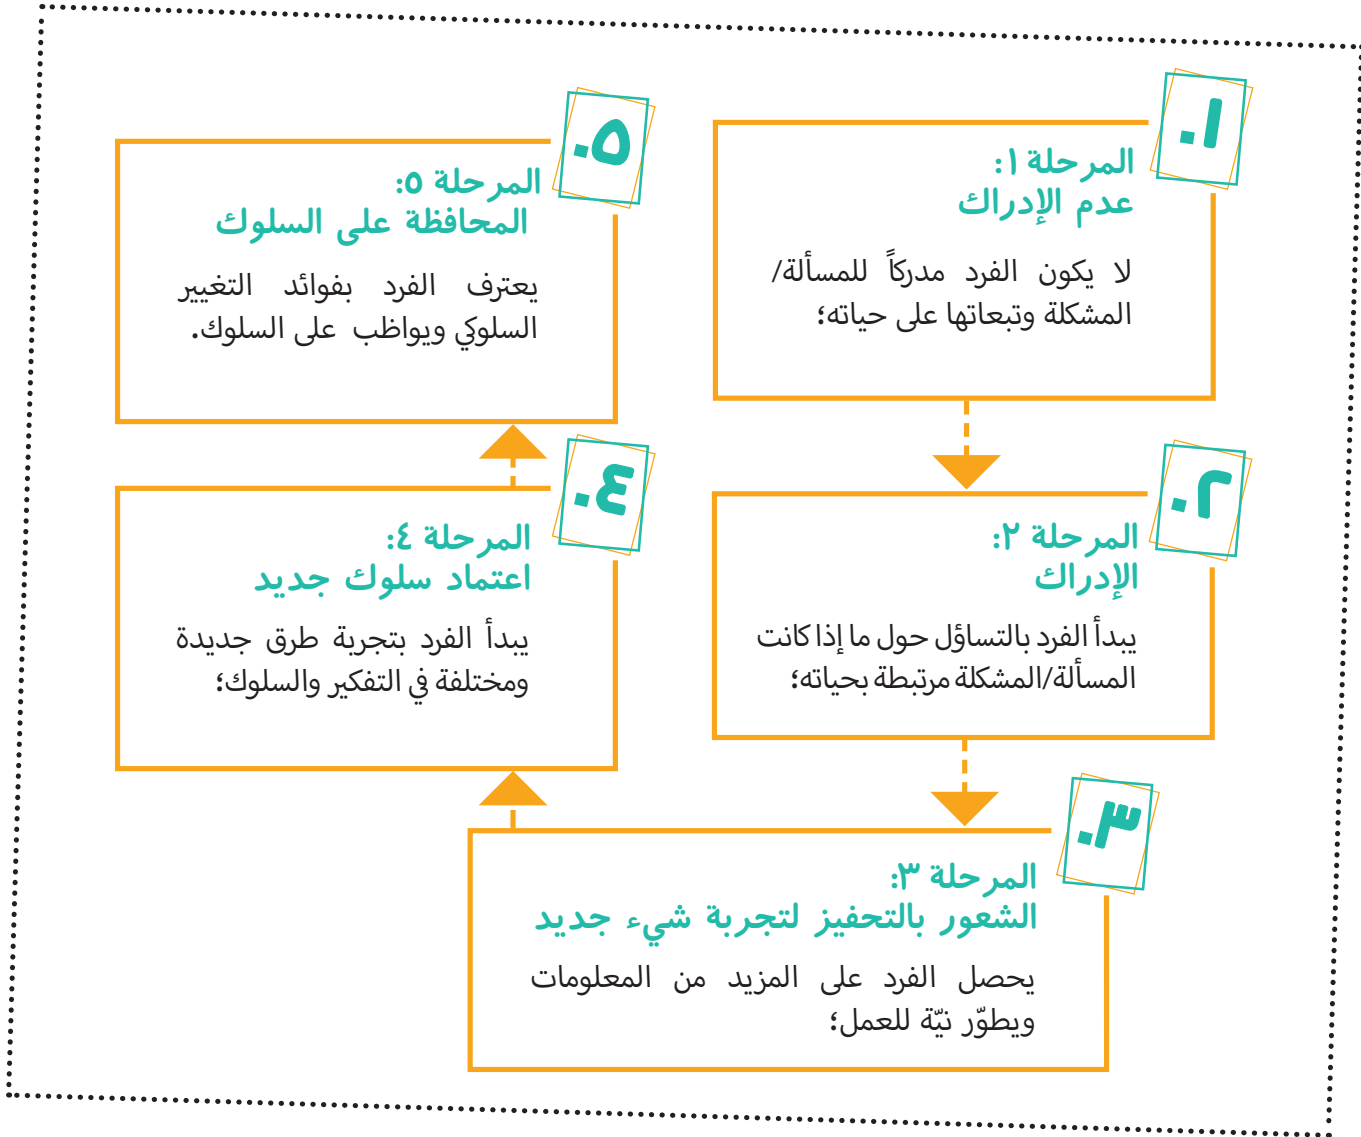 ١.
المرحلة ١:
عدم الإدراك
لا يكون الفرد مدركاً للمسألة/
المشكلة وتبعاتها على حياته؛
٢.
المرحلة ٢:
الإدراك
يبدأ الفرد بالتساؤل حول ما إذا كانت
المسألة/المشكلة مرتبطة بحياته؛
٣.
المرحلة ٣:
الشعور بالتحفيز لتجربة شيء جديد
يحصل الفرد على المزيد من المعلومات
ويطوّر نيّة للعمل؛
٤.
المرحلة ٤:
اعتماد سلوك جديد
يبدأ الفرد بتجربة طرق جديدة
ومختلفة في التفكير والسلوك؛
٥.
المرحلة ٥:
المحافظة على السلوك
يعترف الفرد بفوائد التغيير
السلوكي ويواظب على السلوك.